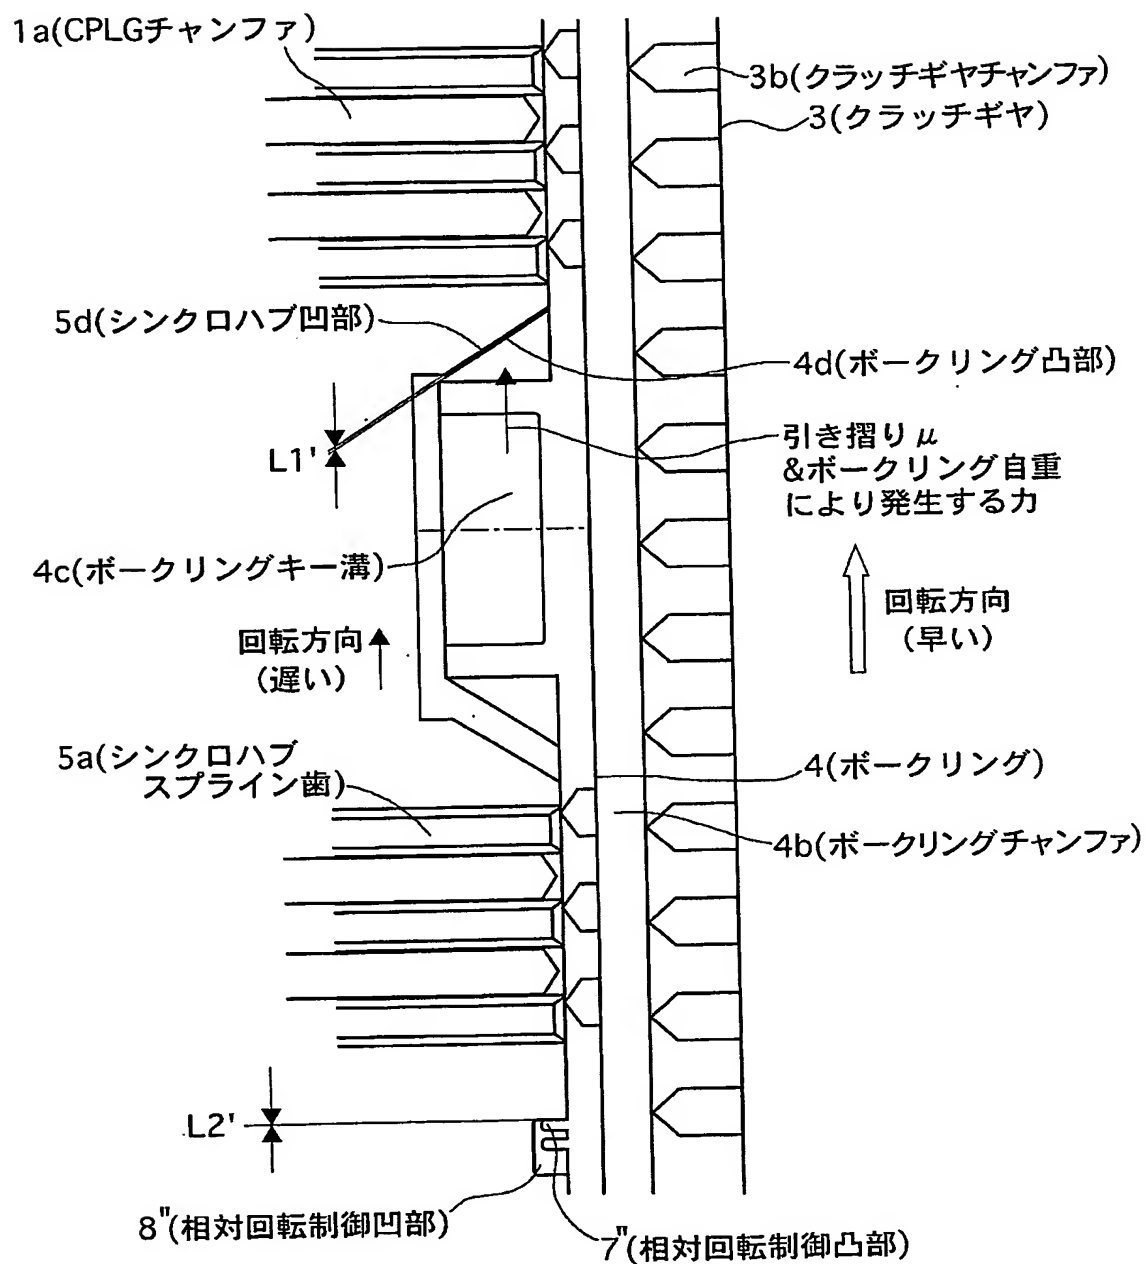 1a(CPLGチャンファ)
3b(クラッチギヤチャンファ)
3(クラッチギヤ)
5d(シンクロハブ凹部)
4d(ボークリング凸部)
L1'
引き摺りμ
&ボークリング自重
により発生する力
4c(ボークリングキー溝)
回転方向
(早い)
回転方向
(遅い)
5a(シンクロハブ
スプライン歯)
4(ボークリング)
4b(ボークリングチャンファ)
L2'
8"(相対回転制御凹部)
7"(相対回転制御凸部)